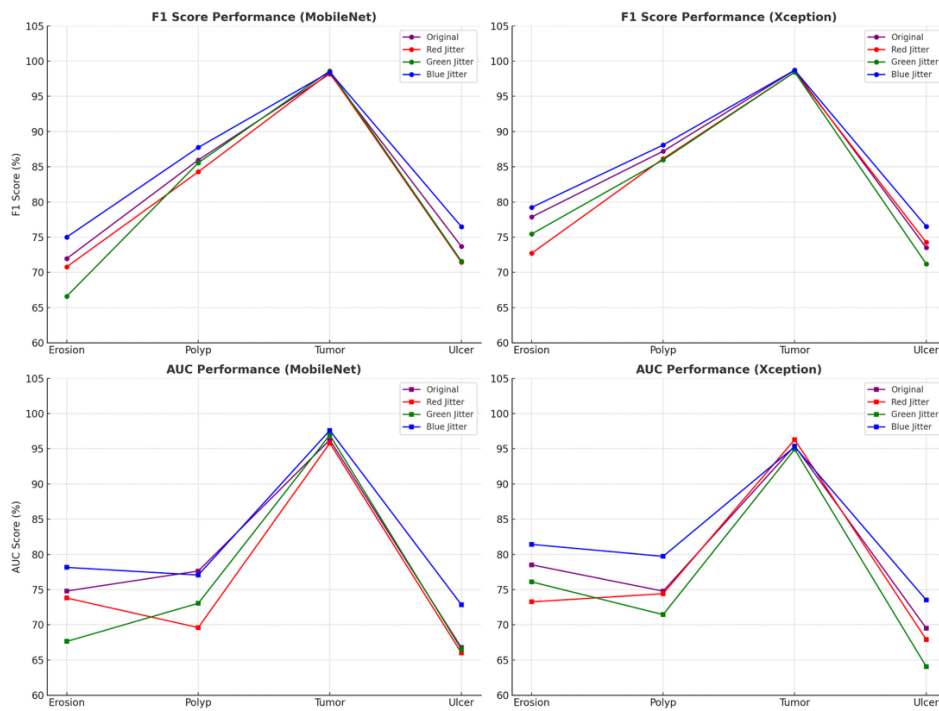 F1 Score Performance (MobileNet)
105
100
95
90
85
80
75
70
65
60
F1 Score (%)
Erosion
Polyp
Tumor
Ulcer
Original
Red Jitter
Green Jitter
Blue Jitter
F1 Score Performance (Xception)
105
100
95
90
85
80
75
70
65
60
Erosion
Polyp
Tumor
Ulcer
Original
Red Jitter
Green Jitter
Blue Jitter
AUC Performance (MobileNet)
105
100
95
90
85
80
75
70
65
60
AUC Score (%)
Erosion
Polyp
Tumor
Ulcer
Original
Red Jitter
Green Jitter
Blue Jitter
AUC Performance (Xception)
105
100
95
90
85
80
75
70
65
60
Erosion
Polyp
Tumor
Ulcer
Original
Red Jitter
Green Jitter
Blue Jitter